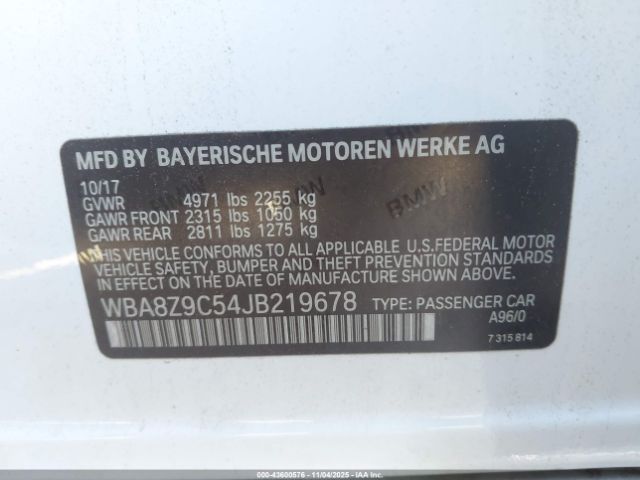 MFD BY BAYERISCHE MOTOREN WERKE AG
10/17
GVWR 4971 lbs 2255 kg
GAWR FRONT 2315 lbs 1050 kg
GAWR REAR 2811 lbs 1275 kg
THIS VEHICLE CONFORMS TO ALL APPLICABLE U.S.FEDERAL MOTOR
VEHICLE SAFETY, BUMPER AND THEFT PREVENTION STANDARDS
IN EFFECT ON THE DATE OF MANUFACTURE SHOWN ABOVE.
WBA8Z9C54JB219678 TYPE: PASSENGER CAR
A96/0
7 315 814
BMW
000-43600576 - 11/04/2025 - IAAI.COM